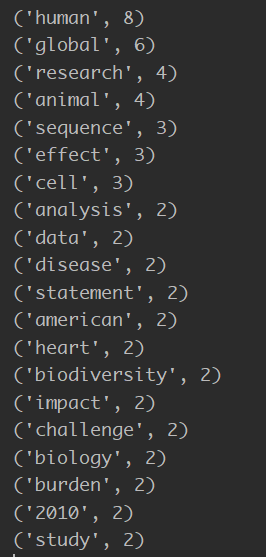 ('human', 8)
('global', 6)
('research', 4)
('animal', 4)
('sequence', 3)
('effect', 3)
('cell', 3)
('analysis', 2)
('data', 2)
('disease', 2)
('statement', 2)
('american', 2)
('heart', 2)
('biodiversity', 2)
('impact', 2)
('challenge', 2)
('biology', 2)
('burden', 2)
('2010', 2)
('study', 2)